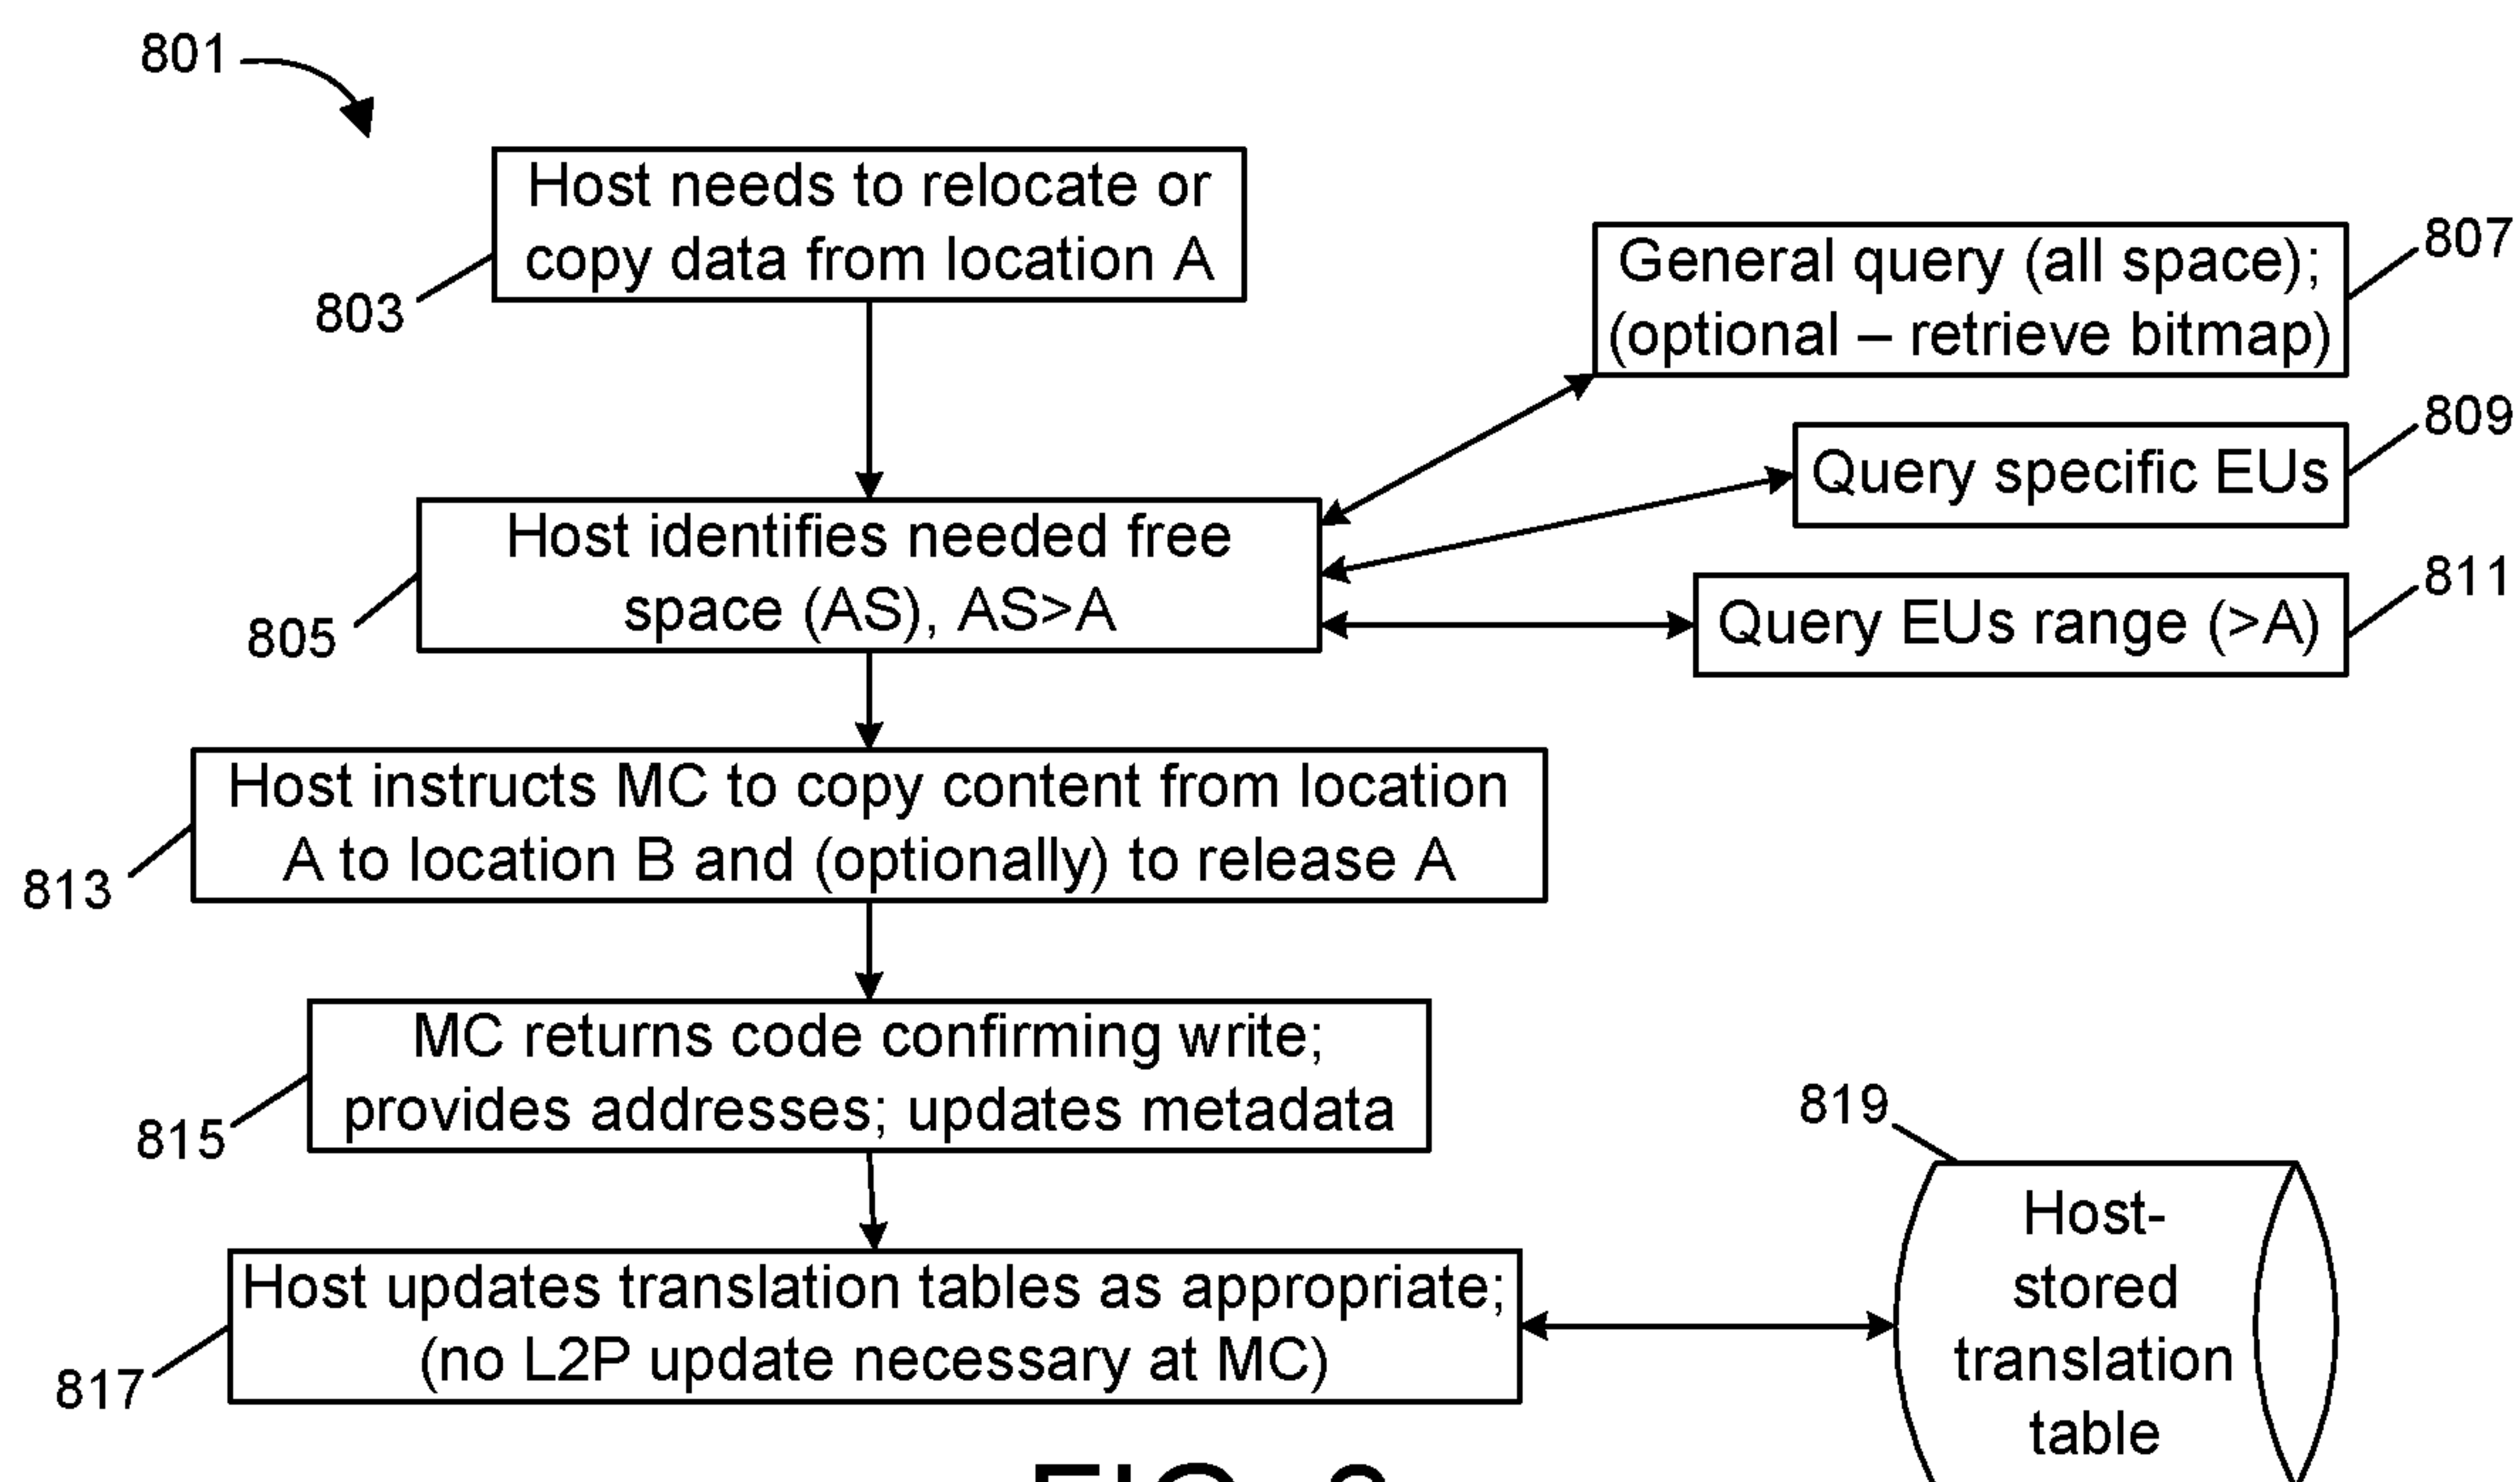 801
Host needs to relocate or
copy data from location A
803
General query (all space);
(optional – retrieve bitmap)
807
Query specific EUs
809
Host identifies needed free
space (AS), AS>A
805
Query EUs range (>A)
811
Host instructs MC to copy content from location
A to location B and (optionally) to release A
813
MC returns code confirming write;
provides addresses; updates metadata
815
819
Host updates translation tables as appropriate;
(no L2P update necessary at MC)
817
Host-
stored
translation
table